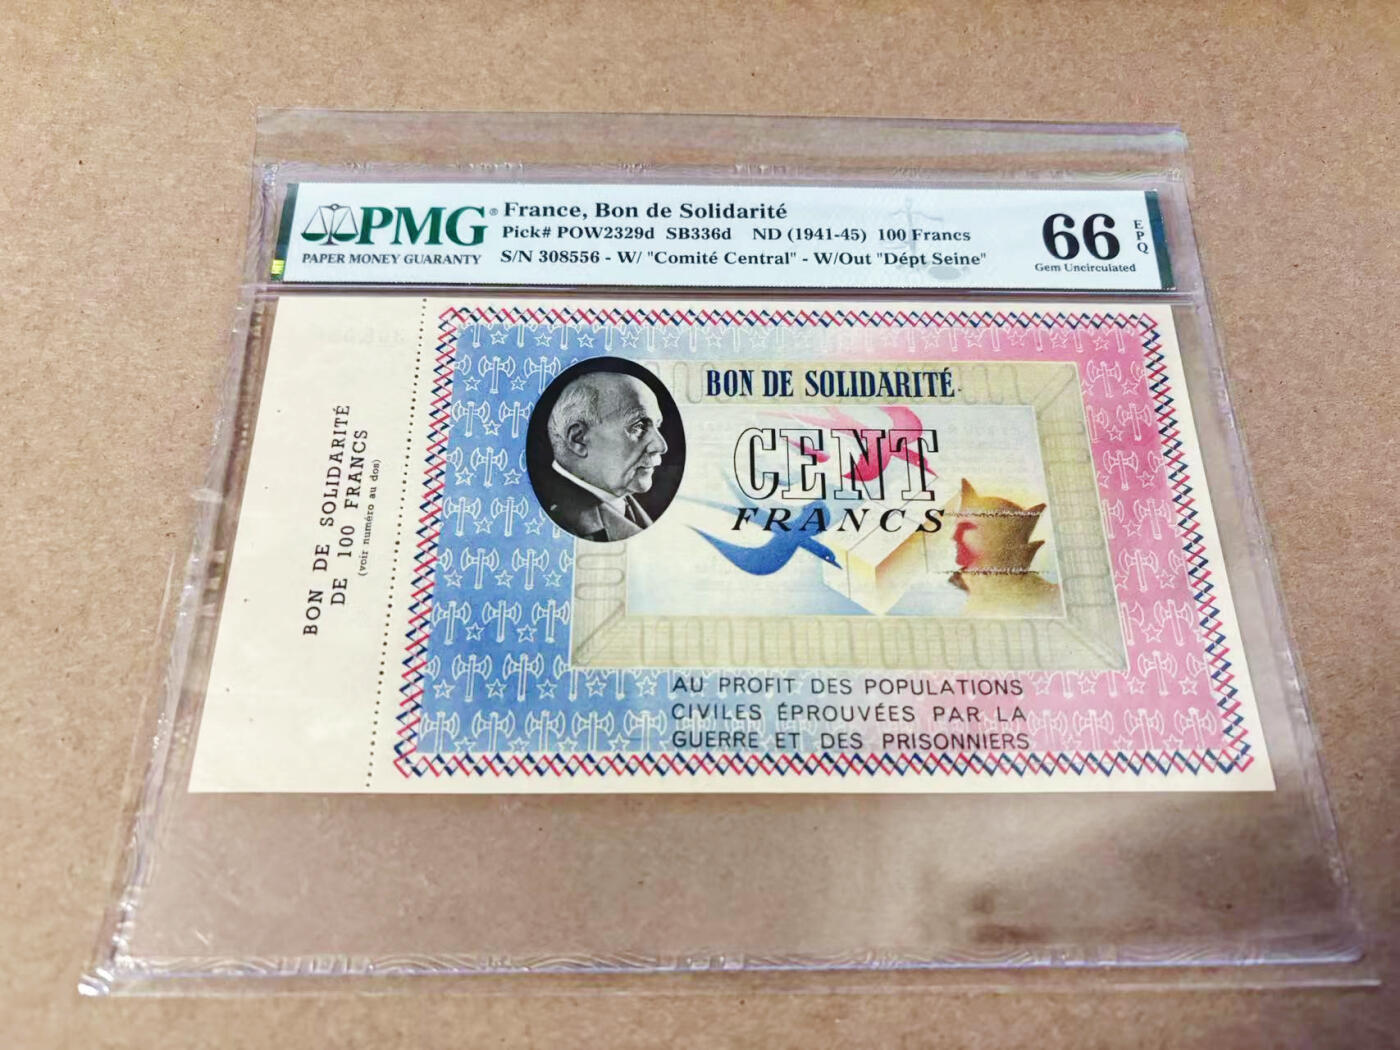 PMG®
PAPER MONEY GUARANTY
France, Bon de Solidarité
Pick# POW2329d SB336d ND (1941-45) 100 Francs
S/N 308556 - W/ "Comité Central" - W/Out "Dépt Seine"
66
EPQ
Gem Uncirculated
BON DE SOLIDARITÉ
DE 100 FRANCS
(voir numéro au dos)
BON DE SOLIDARITÉ
CENT
FRANCS
AU PROFIT DES POPULATIONS
CIVILES ÉPROUVÉES PAR LA
GUERRE ET DES PRISONNIERS